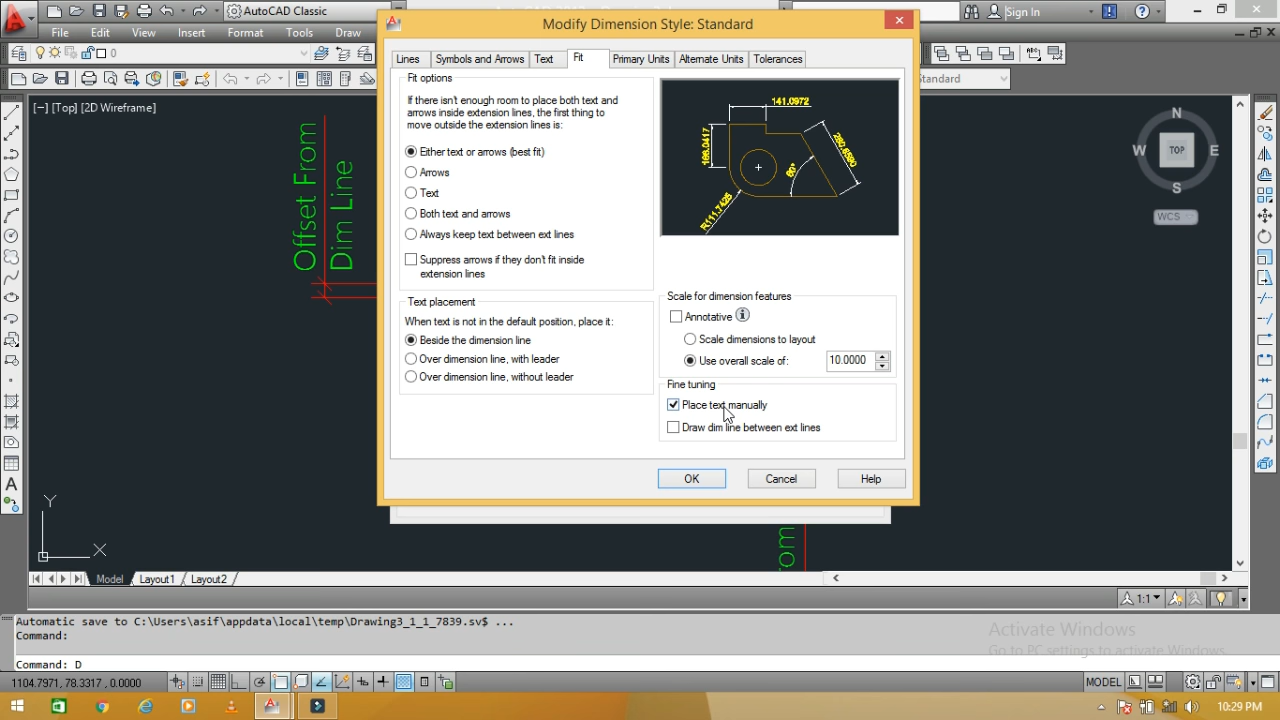 AutoCAD Classic
Sign In
File Edit View Insert Format Tools Draw
0
Standard
Modify Dimension Style: Standard
Lines Symbols and Arrows Text Fit Primary Units Alternate Units Tolerances
Fit options
If there isn't enough room to place both text and
arrows inside extension lines, the first thing to
move outside the extension lines is:
Either text or arrows (best fit)
Arrows
Text
Both text and arrows
Always keep text between ext lines
Suppress arrows if they don't fit inside
extension lines
Text placement
When text is not in the default position, place it:
Beside the dimension line
Over dimension line, with leader
Over dimension line, without leader
141.0972
166.0417
60°
Scale for dimension features
Annotative
Scale dimensions to layout
Use overall scale of: 10.0000
Fine tuning
Place text manually
Draw dim line between ext lines
OK Cancel Help
[−] [Top] [2D Wireframe]
Offset From
Dim Line
N
W TOP E
S
WCS
Y
X
Model Layout1 Layout2
1:1
Automatic save to C:\Users\asif\appdata\local\temp\Drawing3_1_1_7839.sv$ ...
Command:
Command: D
Activate Windows
Go to PC settings to activate Windows.
1104.7971, 78.3317, 0.0000
MODEL
10:29 PM